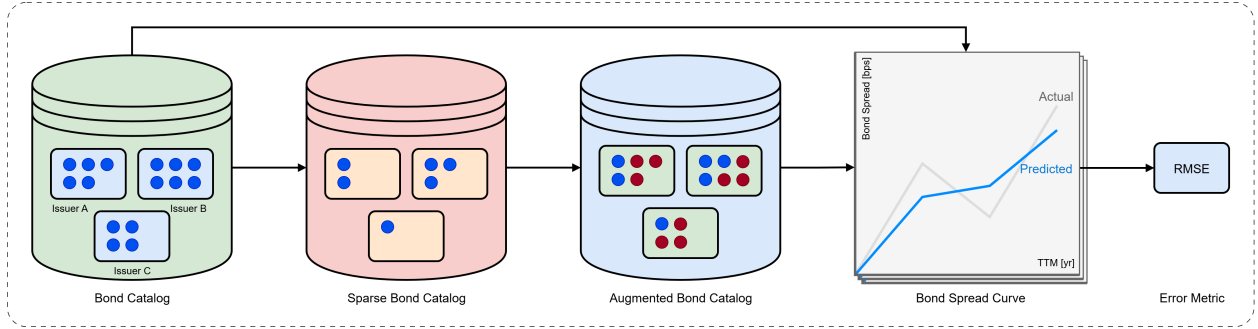 Issuer A
Issuer B
Issuer C
Bond Catalog
Sparse Bond Catalog
Augmented Bond Catalog
Bond Spread [bps]
Actual
Predicted
TTM [yr]
Bond Spread Curve
RMSE
Error Metric